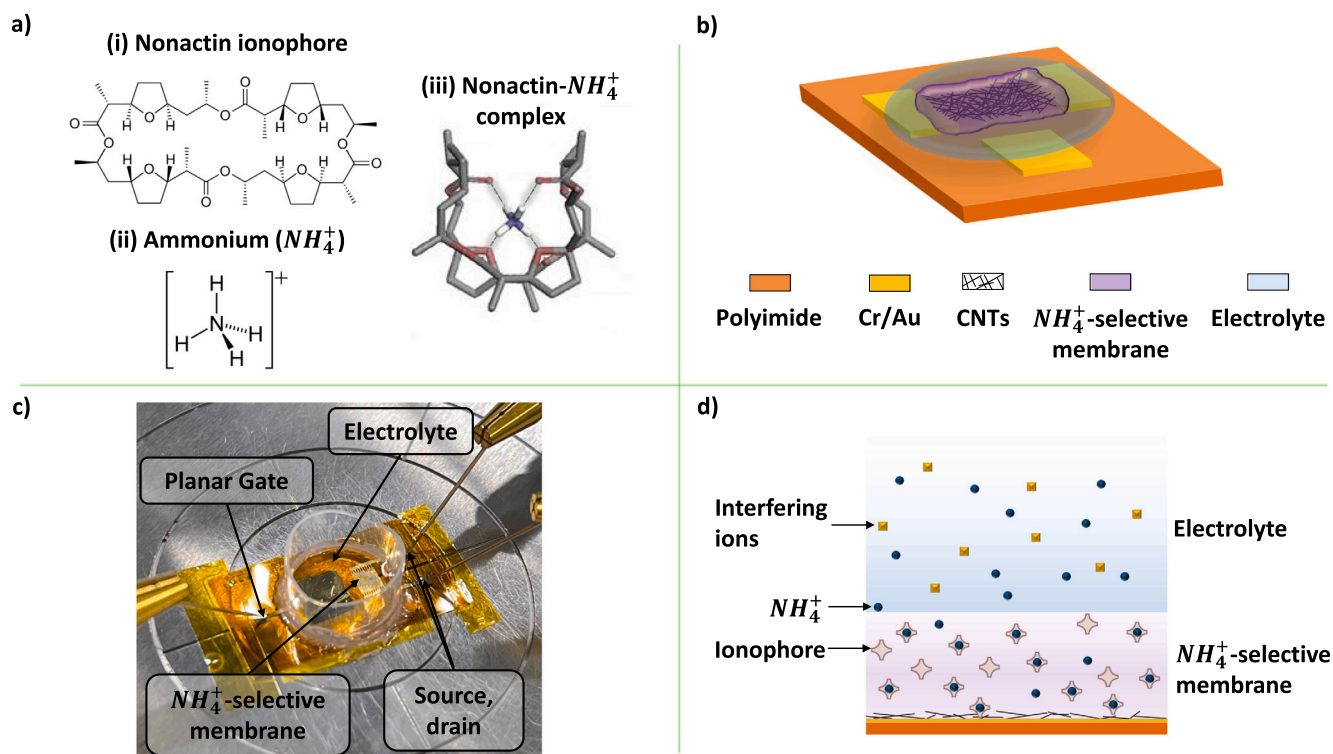 a)
(i) Nonactin ionophore
O
O
O
O
H
H
H
H
O
O
O
O
H
H
H
H
O
O
O
O
(ii) Ammonium (NH₄⁺)
H
N
H
H
H
+
(iii) Nonactin-NH₄⁺
complex
b)
Polyimide
Cr/Au
CNTs
NH₄⁺-selective
membrane
Electrolyte
c)
Electrolyte
Planar Gate
NH₄⁺-selective
membrane
Source,
drain
d)
Interfering
ions
Electrolyte
NH₄⁺
Ionophore
NH₄⁺-selective
membrane